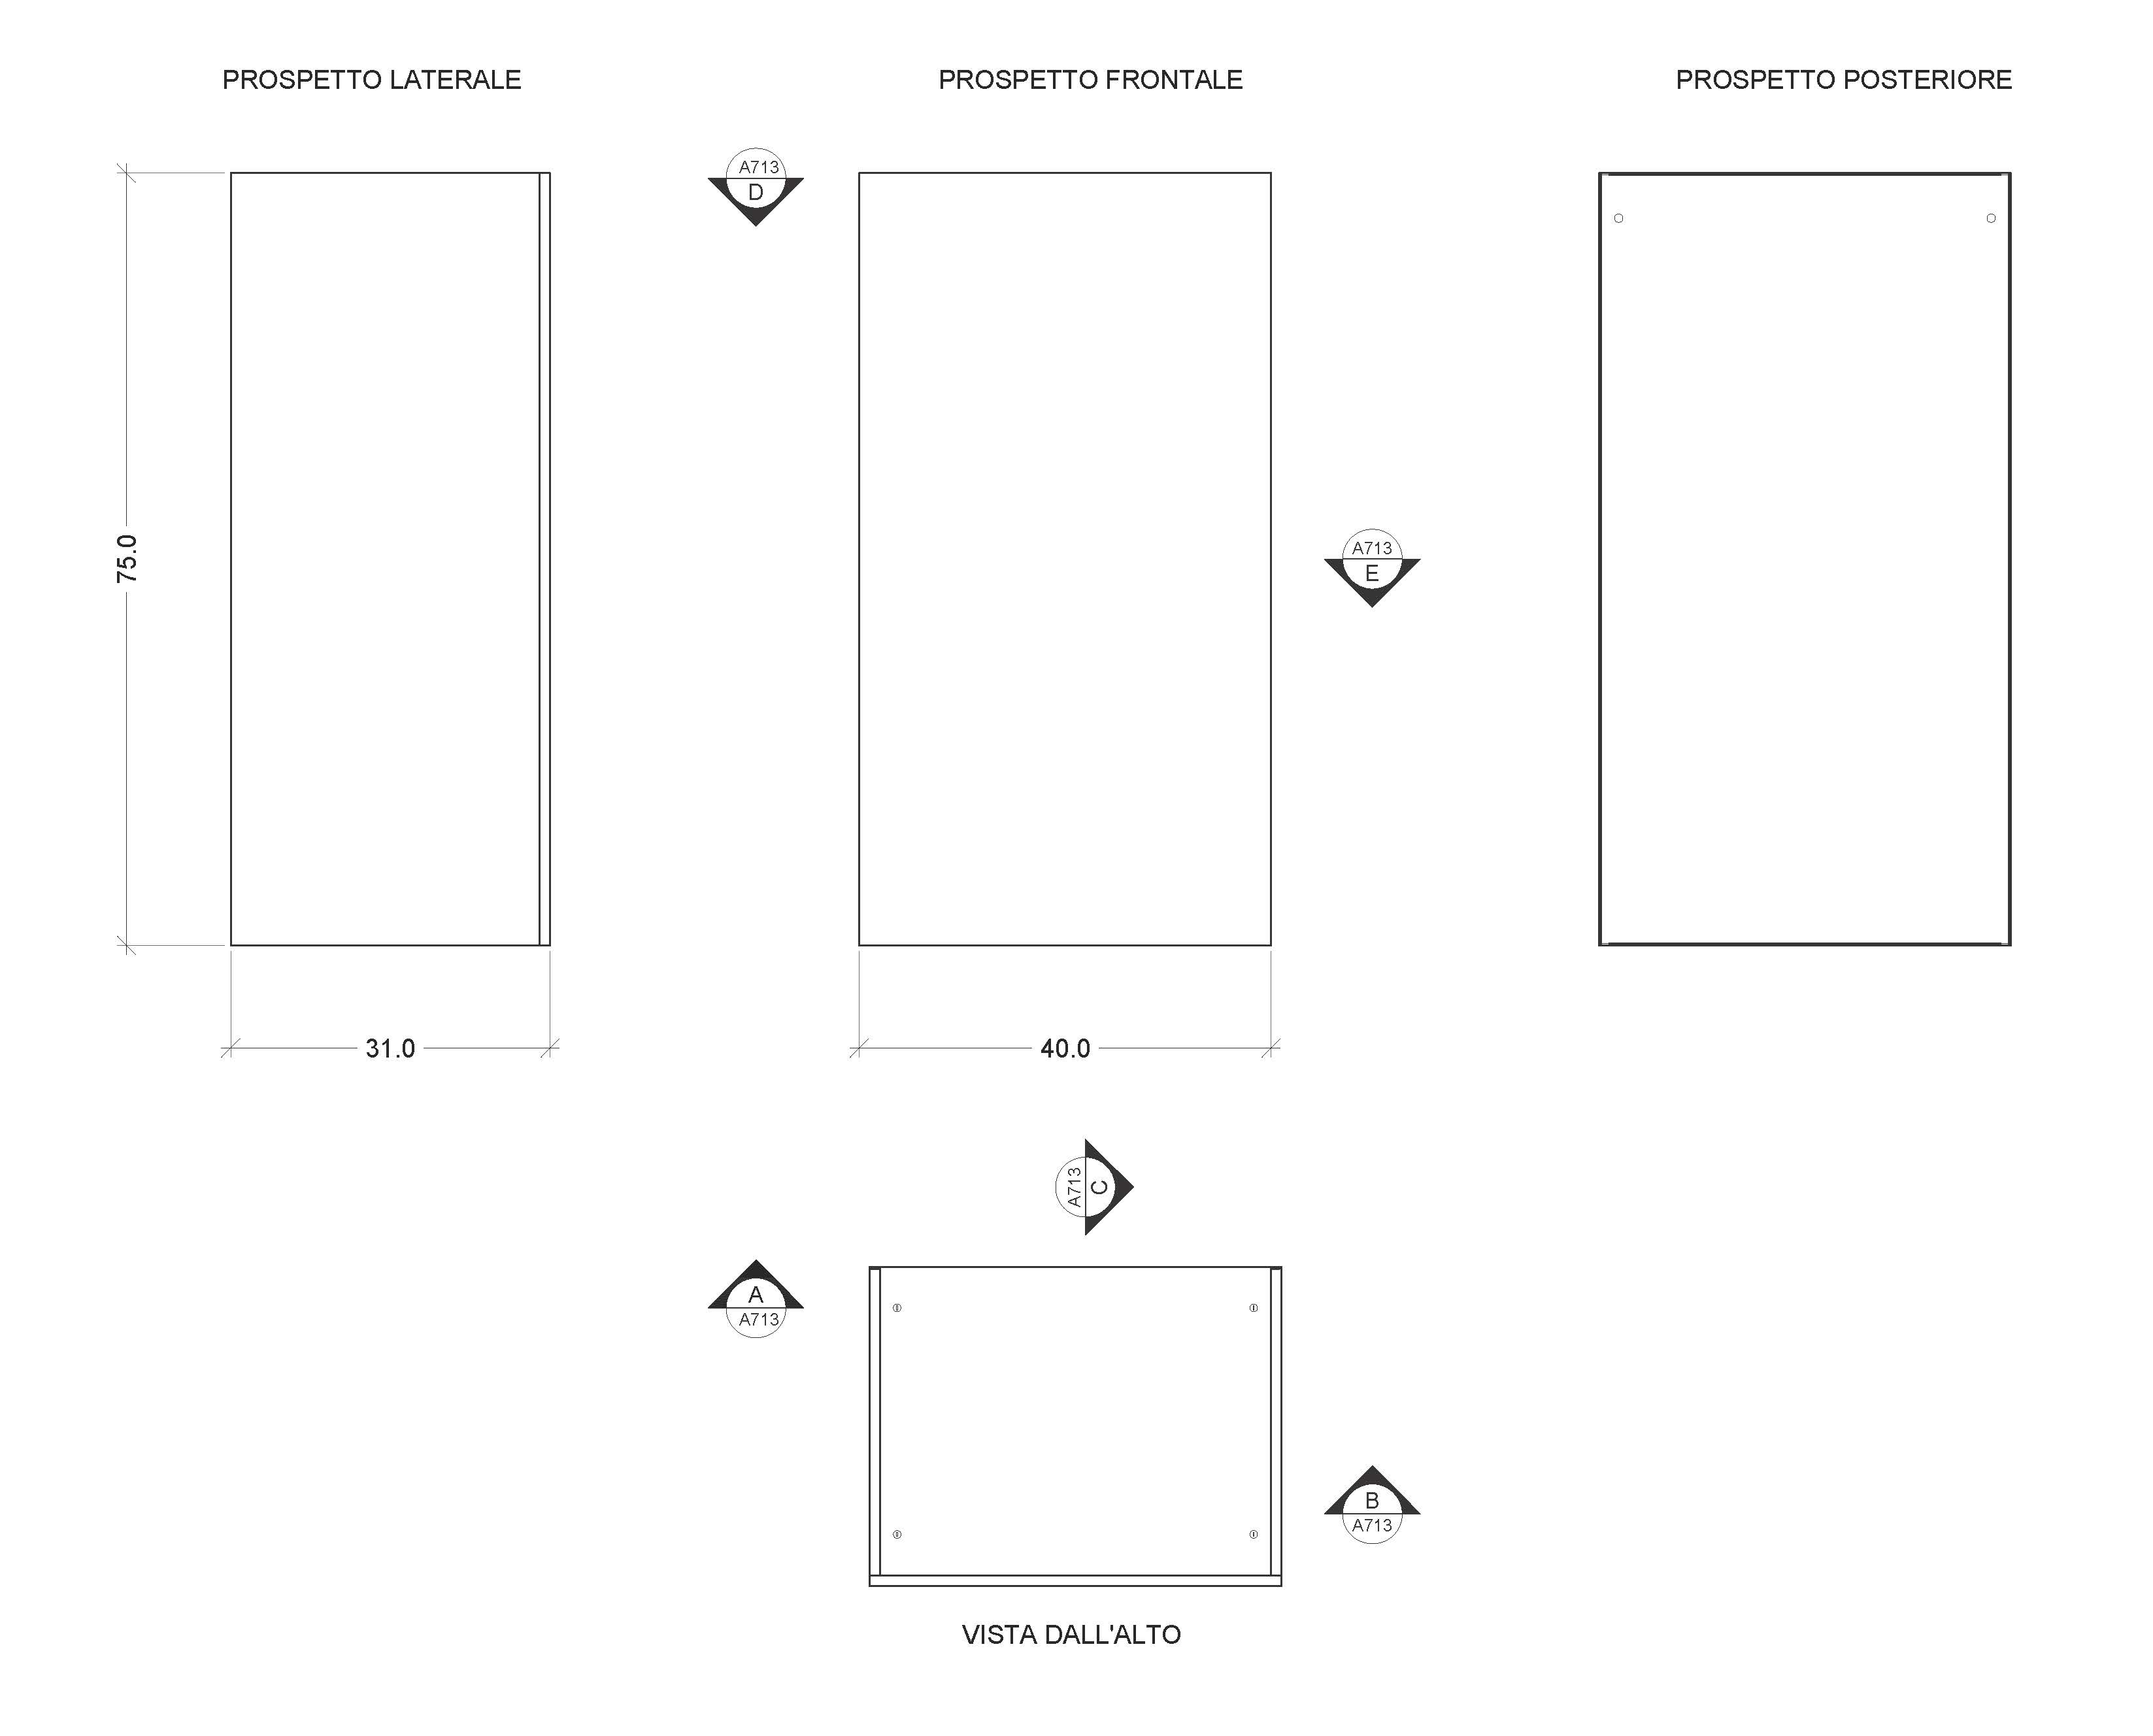 PROSPETTO LATERALE
PROSPETTO FRONTALE
PROSPETTO POSTERIORE
A713
D
75.0
A713
E
31.0
40.0
A713
C
A
A713
B
A713
VISTA DALL'ALTO